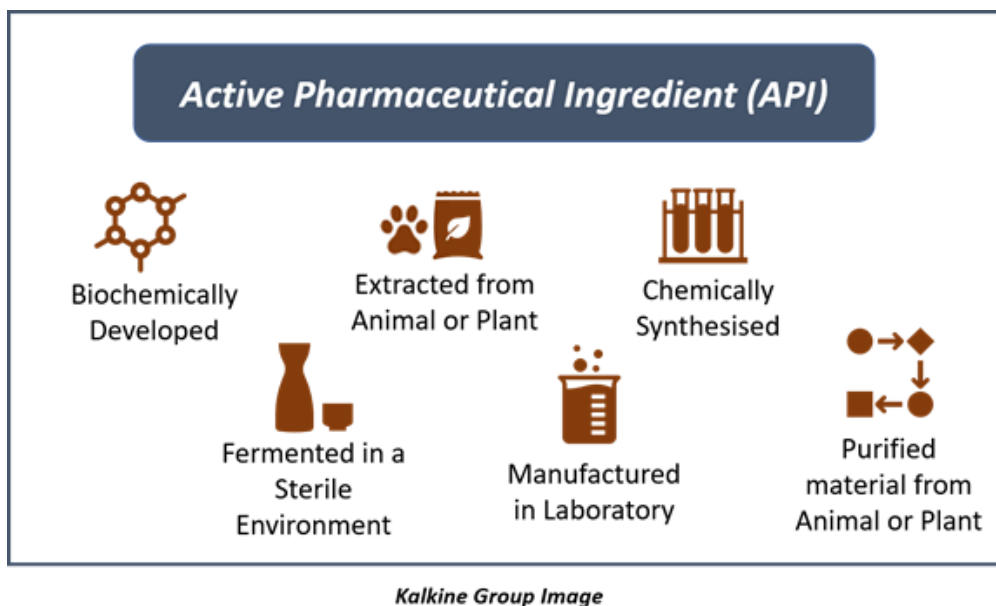 Active Pharmaceutical Ingredient (API)
Biochemically
Developed
Extracted from
Animal or Plant
Chemically
Synthesised
Fermented in a
Sterile
Environment
Manufactured
in Laboratory
Purified
material from
Animal or Plant
Kalkine Group Image